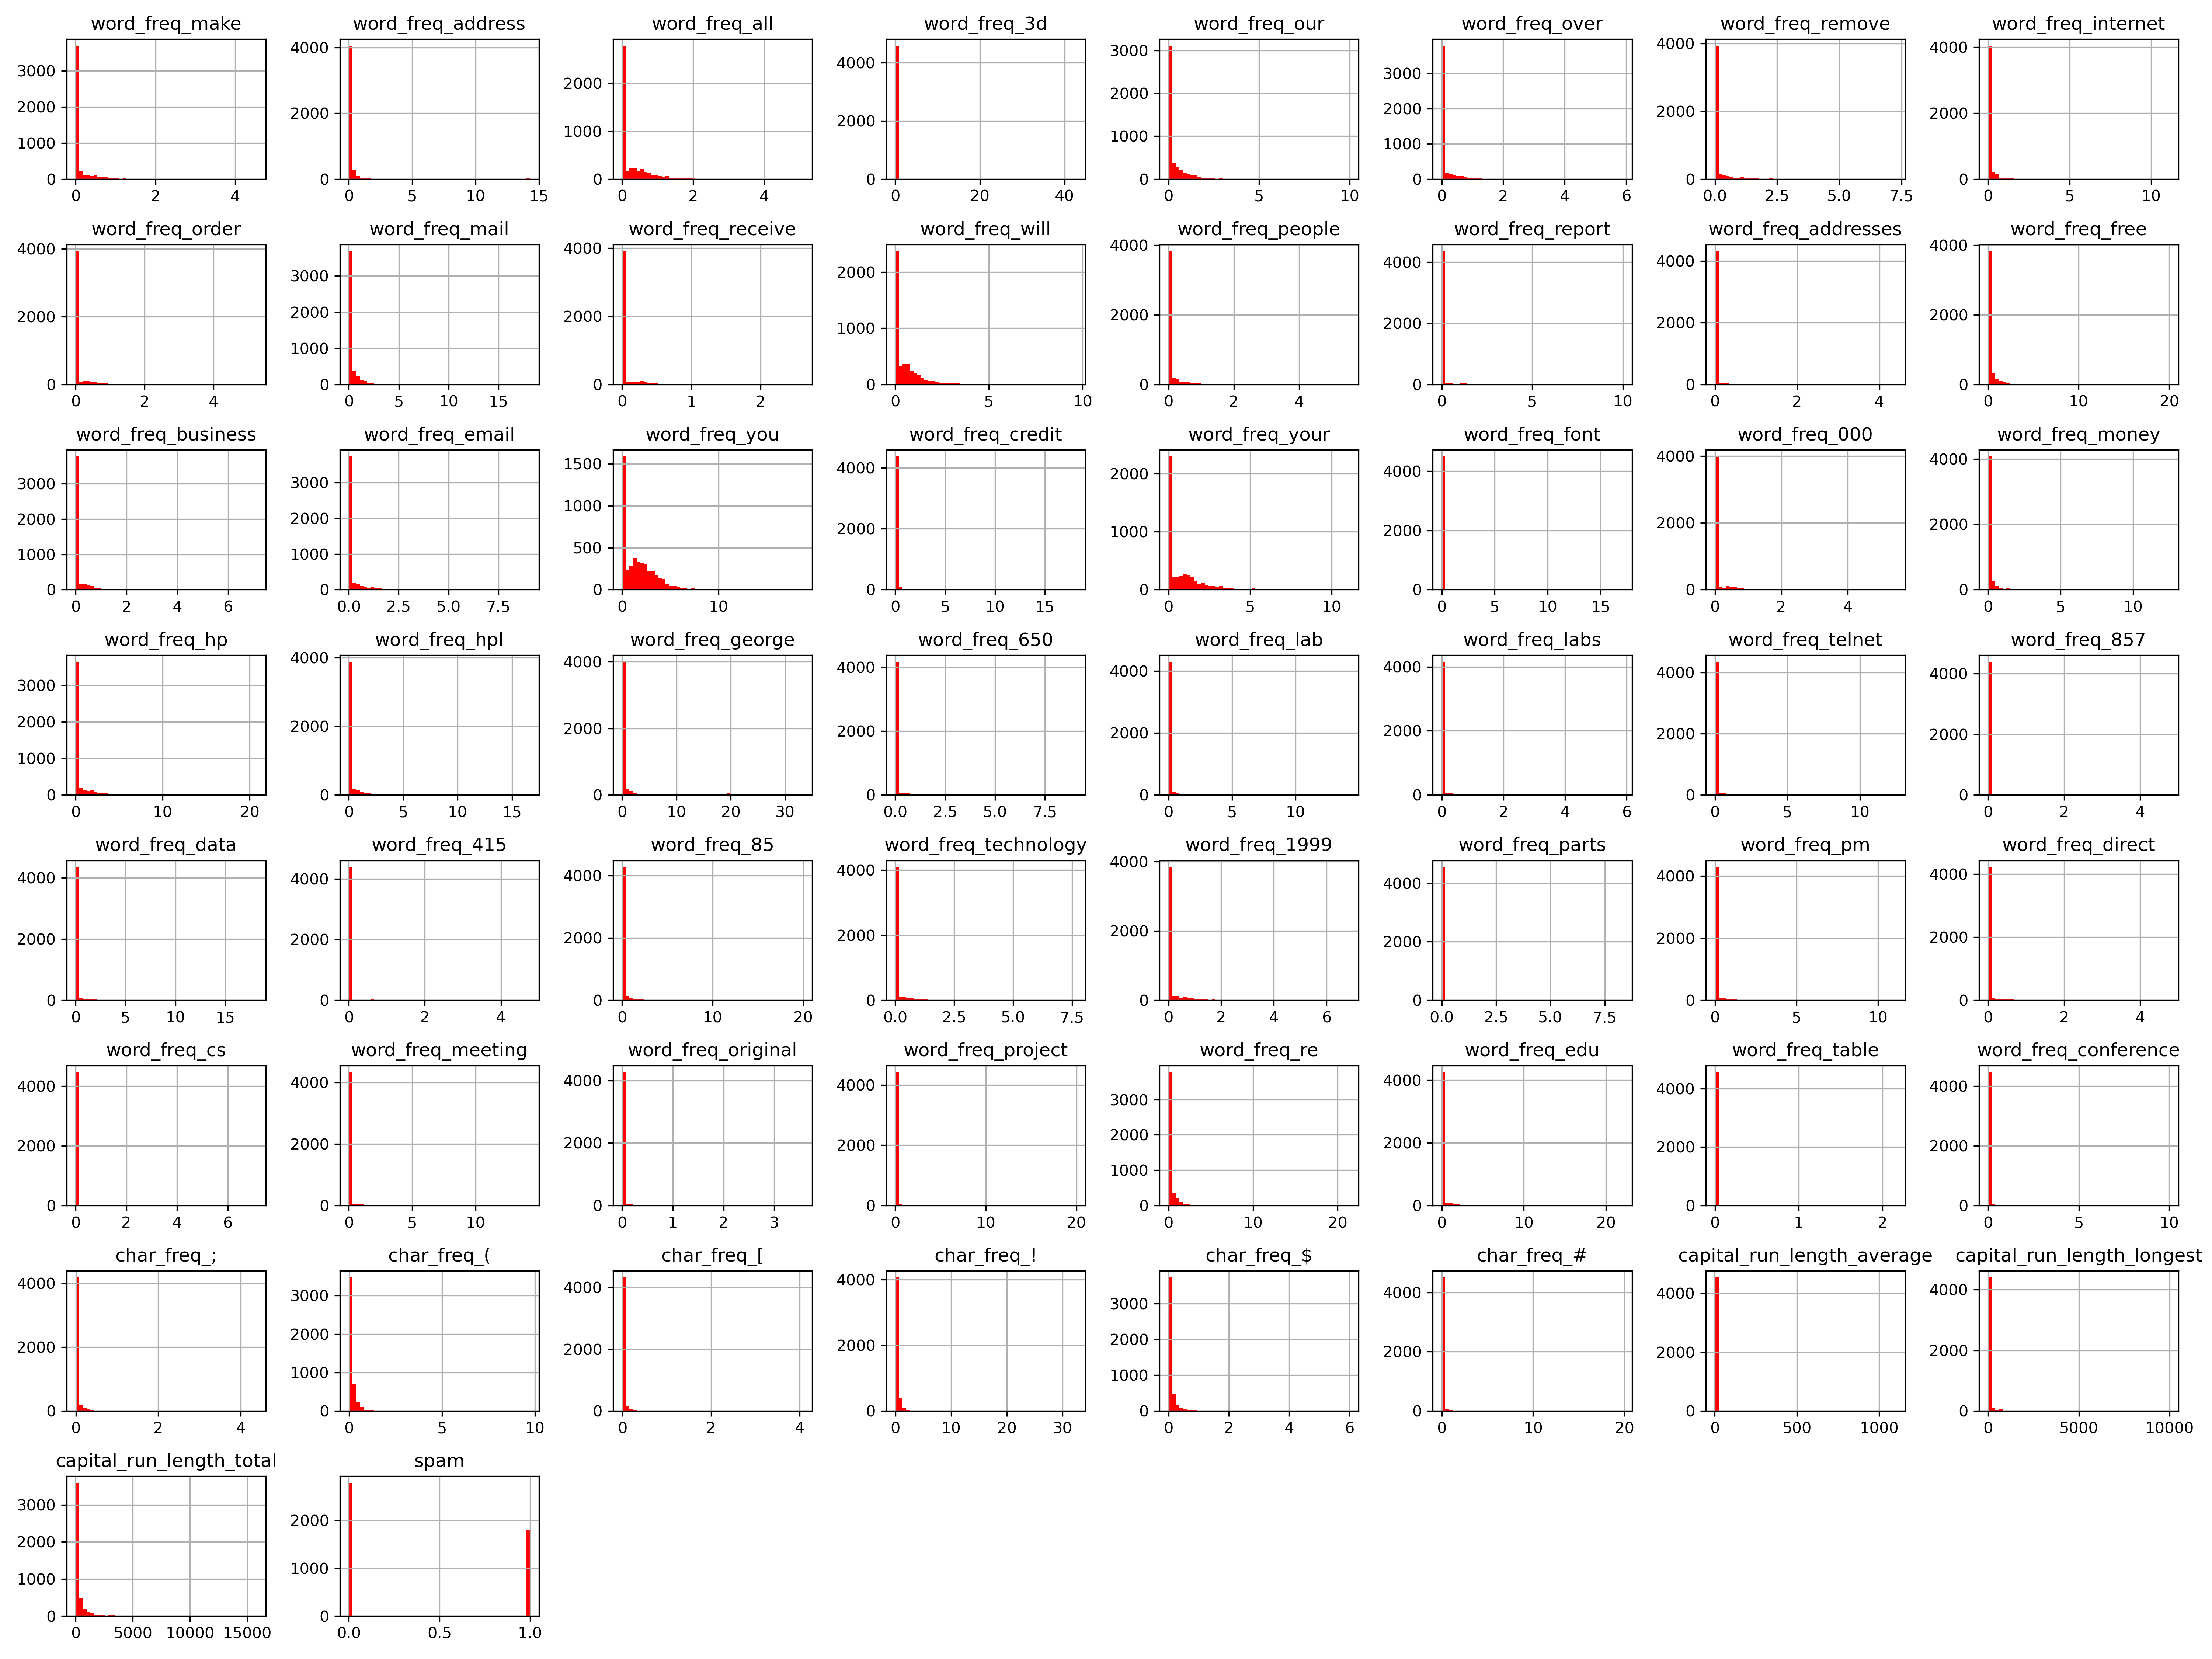 word_freq_make
3000
2000
1000
0
0 2 4
word_freq_address
4000
2000
0
0 5 10 15
word_freq_all
2000
1000
0
0 2 4
word_freq_3d
4000
2000
0
0 20 40
word_freq_our
3000
2000
1000
0
0 5 10
word_freq_over
3000
2000
1000
0
0 2 4 6
word_freq_remove
4000
2000
0
0.0 2.5 5.0 7.5
word_freq_internet
4000
2000
0
0 5 10
word_freq_order
4000
2000
0
0 2 4
word_freq_mail
3000
2000
1000
0
0 5 10 15
word_freq_receive
4000
2000
0
0 1 2
word_freq_will
2000
1000
0
0 5 10
word_freq_people
4000
2000
0
0 2 4
word_freq_report
4000
2000
0
0 5 10
word_freq_addresses
4000
2000
0
0 2 4
word_freq_free
4000
2000
0
0 10 20
word_freq_business
3000
2000
1000
0
0 2 4 6
word_freq_email
3000
2000
1000
0
0.0 2.5 5.0 7.5
word_freq_you
1500
1000
500
0
0 10
word_freq_credit
4000
2000
0
0 5 10 15
word_freq_your
2000
1000
0
0 5 10
word_freq_font
4000
2000
0
0 5 10 15
word_freq_000
4000
2000
0
0 2 4
word_freq_money
4000
2000
0
0 5 10
word_freq_hp
3000
2000
1000
0
0 10 20
word_freq_hpl
4000
2000
0
0 5 10 15
word_freq_george
4000
2000
0
0 10 20 30
word_freq_650
4000
2000
0
0.0 2.5 5.0 7.5
word_freq_lab
4000
2000
0
0 5 10
word_freq_labs
4000
2000
0
0 2 4 6
word_freq_telnet
4000
2000
0
0 5 10
word_freq_857
4000
2000
0
0 2 4
word_freq_data
4000
2000
0
0 5 10 15
word_freq_415
4000
2000
0
0 2 4
word_freq_85
4000
2000
0
0 10 20
word_freq_technology
4000
2000
0
0.0 2.5 5.0 7.5
word_freq_1999
4000
2000
0
0 2 4 6
word_freq_parts
4000
2000
0
0.0 2.5 5.0 7.5
word_freq_pm
4000
2000
0
0 5 10
word_freq_direct
4000
2000
0
0 2 4
word_freq_cs
4000
2000
0
0 2 4 6
word_freq_meeting
4000
2000
0
0 5 10
word_freq_original
4000
2000
0
0 1 2 3
word_freq_project
4000
2000
0
0 10 20
word_freq_re
3000
2000
1000
0
0 10 20
word_freq_edu
4000
2000
0
0 10 20
word_freq_table
4000
2000
0
0 1 2
word_freq_conference
4000
2000
0
0 5 10
char_freq_;
4000
2000
0
0 2 4
char_freq_(
3000
2000
1000
0
0 5 10
char_freq_[
4000
2000
0
0 2 4
char_freq_!
4000
2000
0
0 10 20 30
char_freq_$
3000
2000
1000
0
0 2 4 6
char_freq_#
4000
2000
0
0 10 20
capital_run_length_average
4000
2000
0
0 500 1000
capital_run_length_longest
4000
2000
0
0 5000 10000
capital_run_length_total
3000
2000
1000
0
0 5000 10000 15000
spam
2000
1000
0
0.0 0.5 1.0